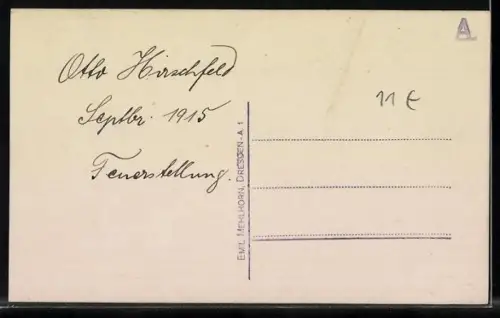 Otto Hirschfeld
Septbr. 1915
Feuerstellung.
EMIL MEHLHORN, DRESDEN-A. 1
11 €
A